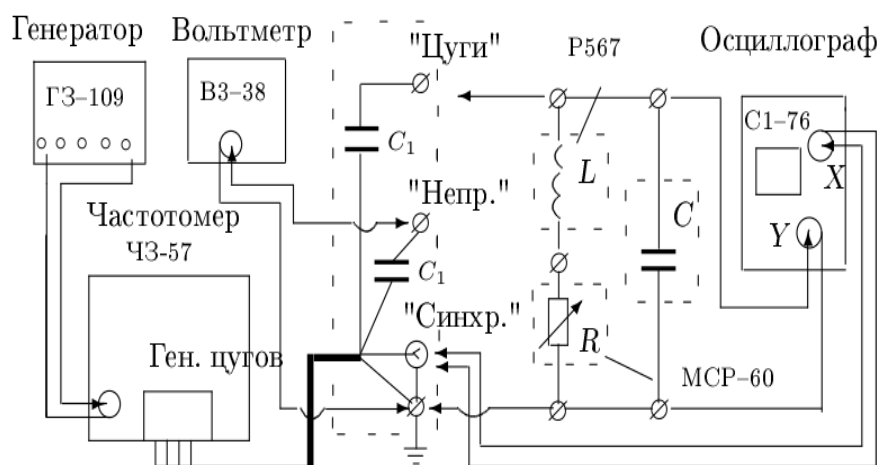 Генератор
ГЗ–109
Вольтметр
В3–38
"Цуги"
C₁
Р567
Осциллограф
С1–76
X
Y
L
C
"Непр."
C₁
Частотомер
ЧЗ-57
Ген. цугов
"Синхр."
R
МСР–60